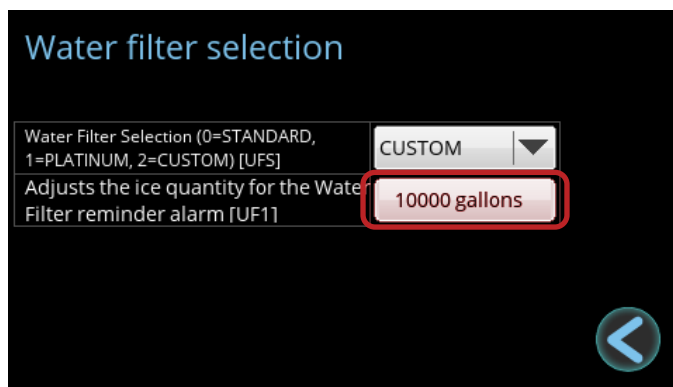 Water filter selection
Water Filter Selection (0=STANDARD,
1=PLATINUM, 2=CUSTOM) [UFS]
CUSTOM
Adjusts the ice quantity for the Water
Filter reminder alarm [UF1]
10000 gallons